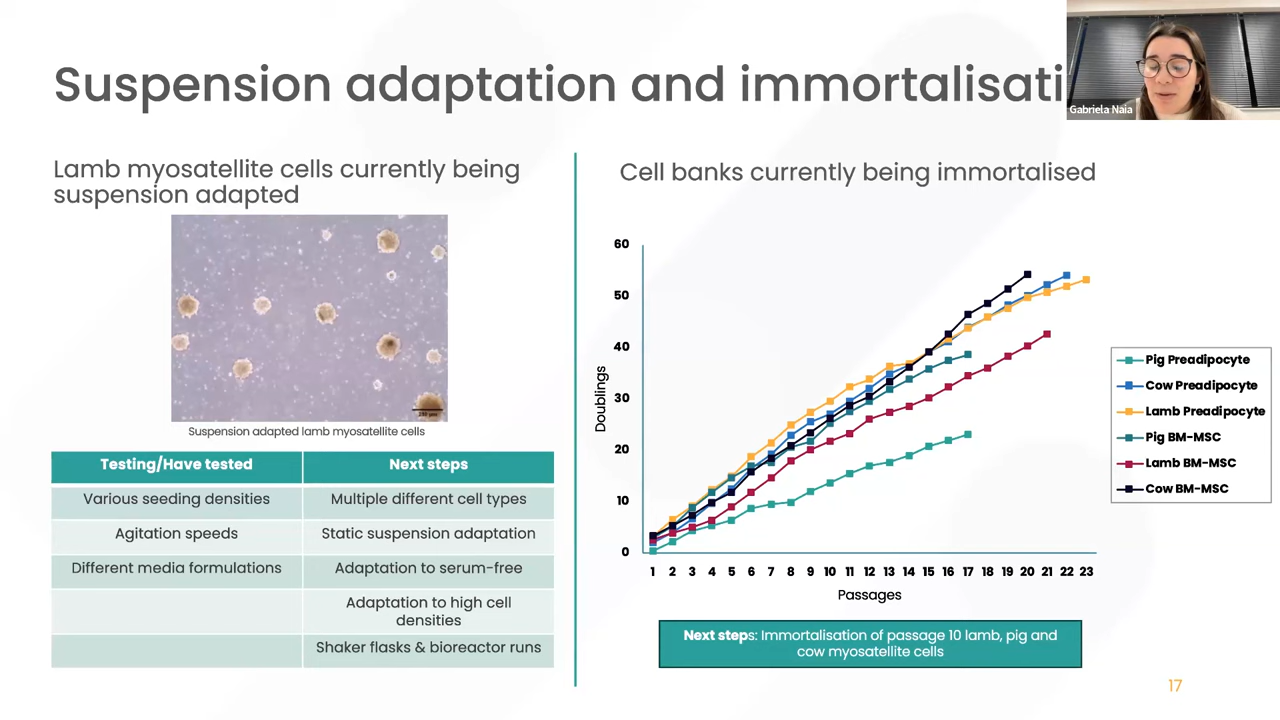 Suspension adaptation and immortalisati
Gabriela Naia
Lamb myosatellite cells currently being
suspension adapted
Suspension adapted lamb myosatellite cells
Testing/Have tested
Next steps
Various seeding densities
Multiple different cell types
Agitation speeds
Static suspension adaptation
Different media formulations
Adaptation to serum-free
Adaptation to high cell
densities
Shaker flasks & bioreactor runs
Cell banks currently being immortalised
60
50
40
30
20
10
0
Doublings
1 2 3 4 5 6 7 8 9 10 11 12 13 14 15 16 17 18 19 20 21 22 23
Passages
Pig Preadipocyte
Cow Preadipocyte
Lamb Preadipocyte
Pig BM-MSC
Lamb BM-MSC
Cow BM-MSC
Next steps: Immortalisation of passage 10 lamb, pig and
cow myosatellite cells
17